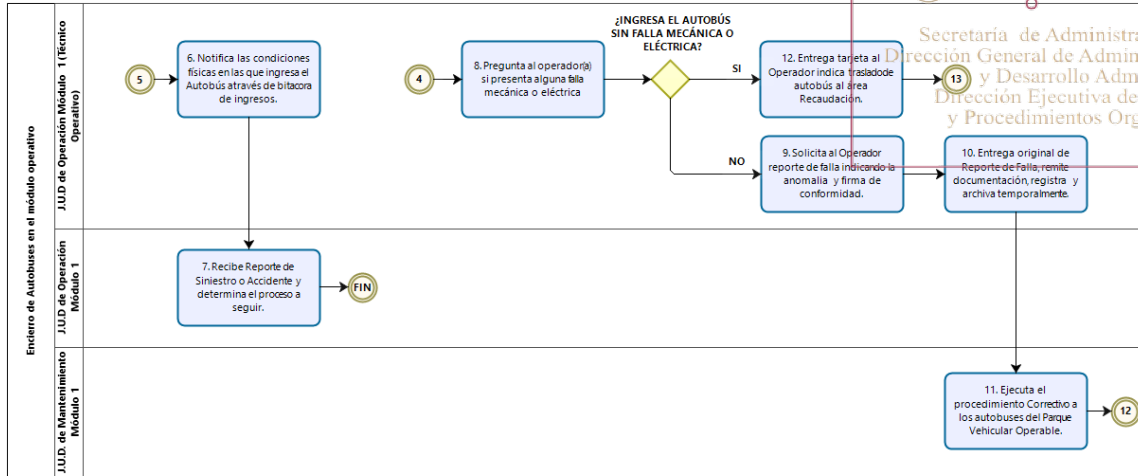 Encierro de Autobuses en el módulo operativo
J.U.D de Operación Módulo 1 (Técnico
Operativo)
5
6. Notifica las condiciones
físicas en las que ingresa el
Autobús através de bitacora
de ingresos.
4
8. Pregunta al operador(a)
si presenta alguna falla
mecánica o eléctrica
¿INGRESA EL AUTOBÚS
SIN FALLA MECÁNICA O
ELÉCTRICA?
SI
12. Entrega tarjeta al
Operador indica trasladode
autobús al área
Recaudación.
13
NO
9. Solicita al Operador
reporte de falla indicando la
anomalia y firma de
conformidad.
10. Entrega original de
Reporte de Falla, remite
documentación, registra y
archiva temporalmente.
Secretaría de Administra
Dirección General de Admin
y Desarrollo Adm
Dirección Ejecutiva de
y Procedimientos Org
J.U.D de Operación
Módulo 1
7. Recibe Reporte de
Siniestro o Accidente y
determina el proceso a
seguir.
FIN
J.U.D. de Mantenimiento
Módulo 1
11. Ejecuta el
procedimiento Correctivo a
los autobuses del Parque
Vehicular Operable.
12